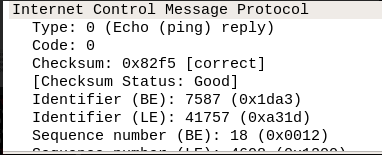 Internet Control Message Protocol
Type: 0 (Echo (ping) reply)
Code: 0
Checksum: 0x82f5 [correct]
[Checksum Status: Good]
Identifier (BE): 7587 (0x1da3)
Identifier (LE): 41757 (0xa31d)
Sequence number (BE): 18 (0x0012)
Sequence number (LE): 4608 (0x1200)